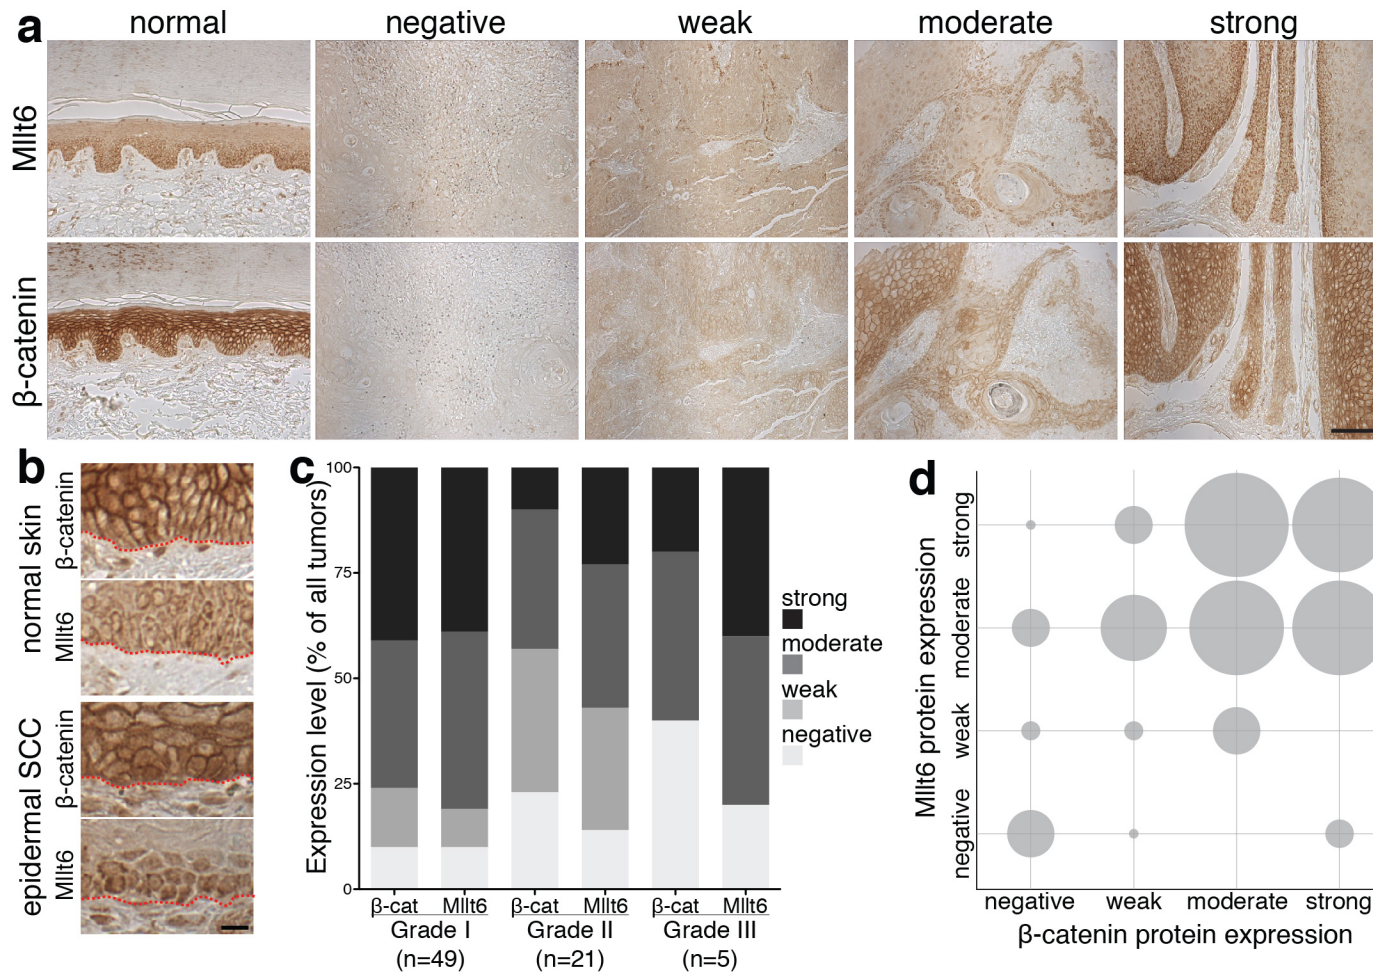 a
normal
negative
weak
moderate
strong
Mllt6
β-catenin
b
normal skin
β-catenin
Mllt6
epidermal SCC
β-catenin
Mllt6
c
Expression level (% of all tumors)
100
75
50
25
0
β-cat
Mllt6
β-cat
Mllt6
β-cat
Mllt6
Grade I
Grade II
Grade III
(n=49)
(n=21)
(n=5)
strong
moderate
weak
negative
d
Mllt6 protein expression
strong
moderate
weak
negative
negative
weak
moderate
strong
β-catenin protein expression